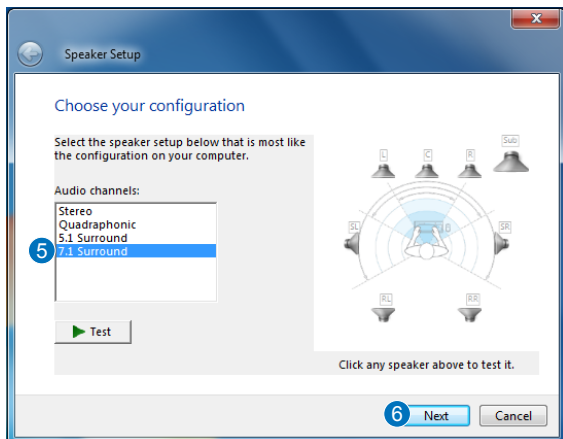 Speaker Setup
Choose your configuration
Select the speaker setup below that is most like
the configuration on your computer.
Audio channels:
Stereo
Quadraphonic
5.1 Surround
5 7.1 Surround
Test
L C R Sub
SL SR
RL RR
Click any speaker above to test it.
6 Next Cancel